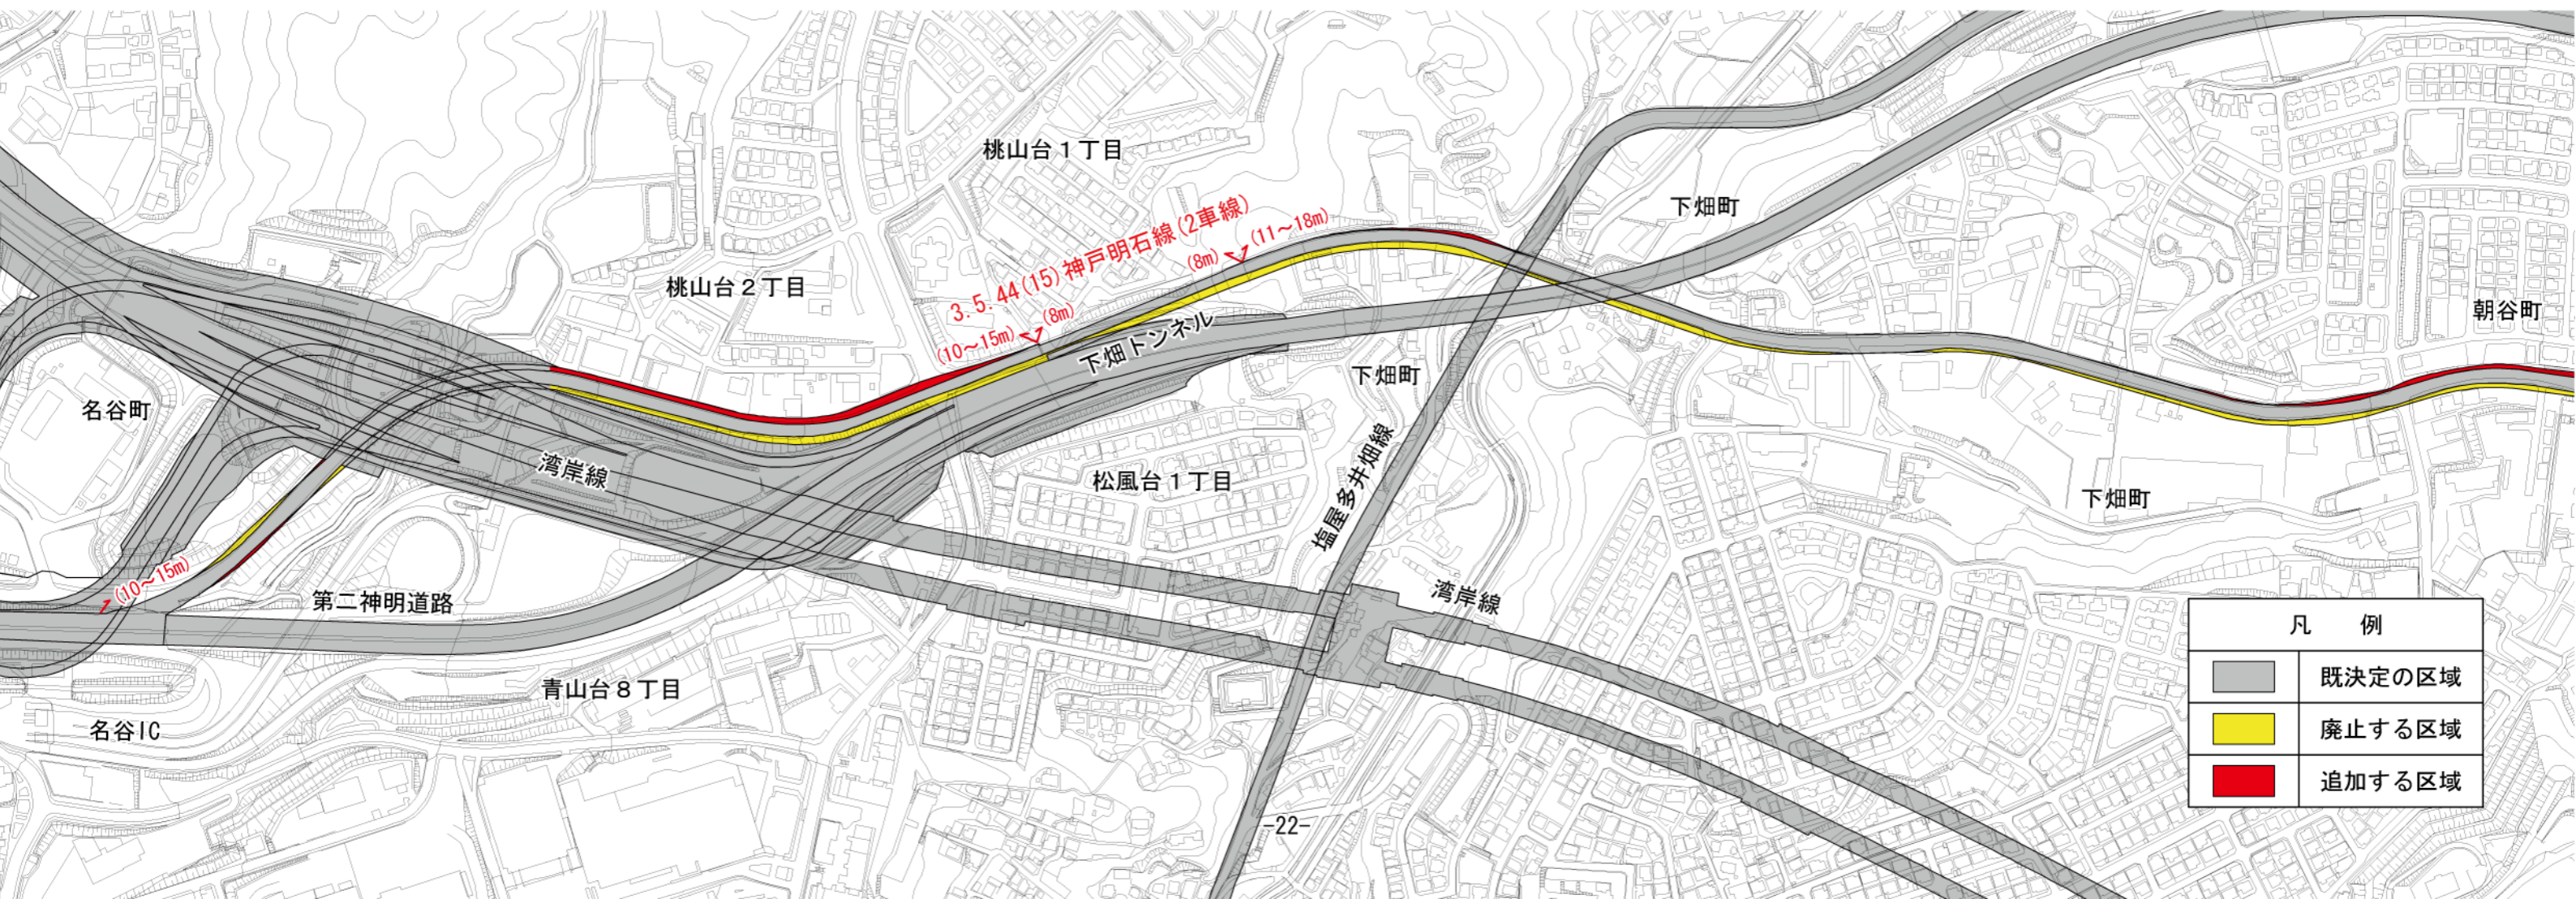 桃山台1丁目
下畑町
3.5.44(15)神戸明石線(2車線)
(11～18m)
(8m)
桃山台2丁目
(8m)
(10～15m)
下畑トンネル
朝谷町
下畑町
名谷町
湾岸線
松風台1丁目
塩屋多井畑線
下畑町
(10～15m)
第二神明道路
湾岸線
青山台8丁目
名谷IC
-22-
凡 例
既決定の区域
廃止する区域
追加する区域